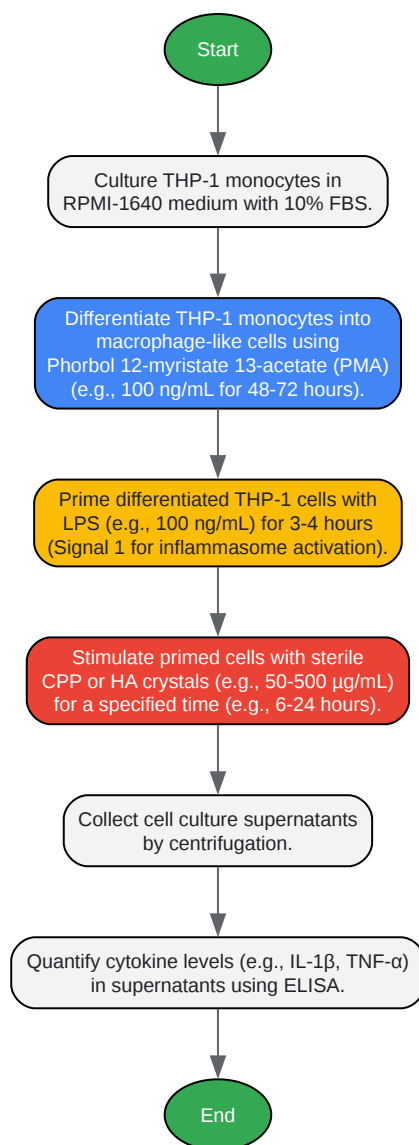 Start
Culture THP-1 monocytes in
RPMI-1640 medium with 10% FBS.
Differentiate THP-1 monocytes into
macrophage-like cells using
Phorbol 12-myristate 13-acetate (PMA)
(e.g., 100 ng/mL for 48-72 hours).
Prime differentiated THP-1 cells with
LPS (e.g., 100 ng/mL) for 3-4 hours
(Signal 1 for inflammasome activation).
Stimulate primed cells with sterile
CPP or HA crystals (e.g., 50-500 µg/mL)
for a specified time (e.g., 6-24 hours).
Collect cell culture supernatants
by centrifugation.
Quantify cytokine levels (e.g., IL-1β, TNF-α)
in supernatants using ELISA.
End